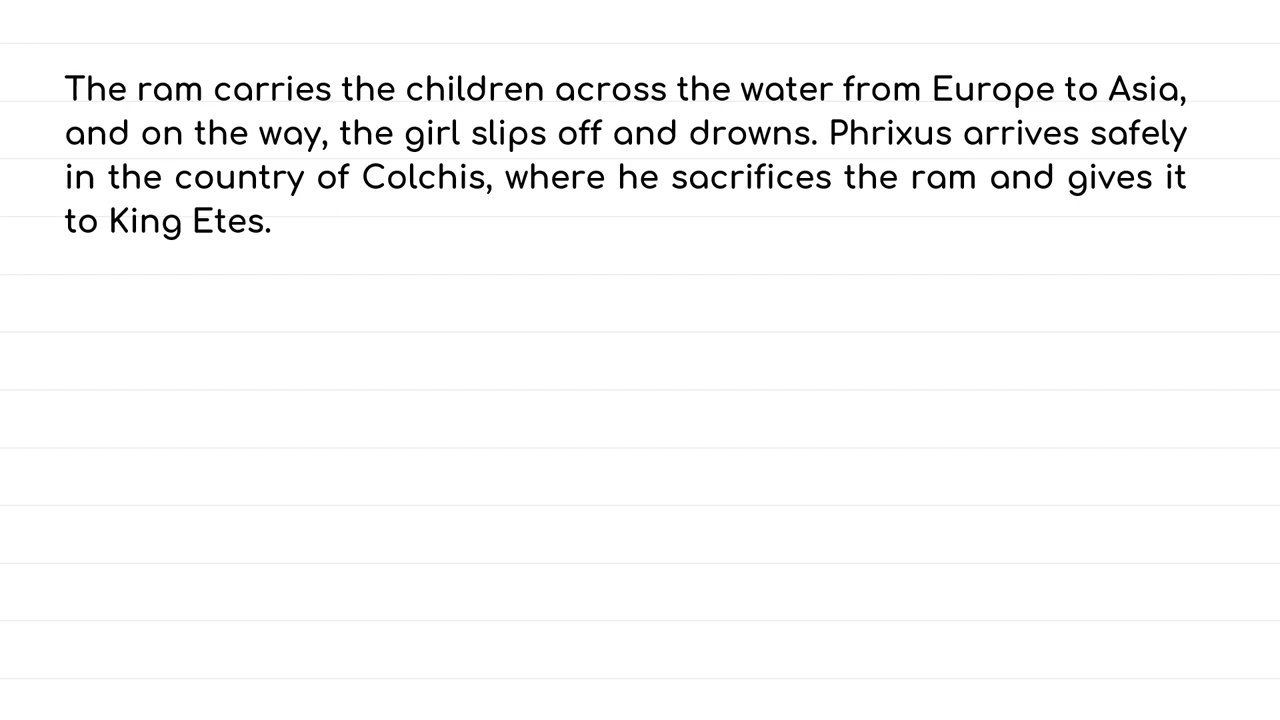 The ram carries the children across the water from Europe to Asia,
and on the way, the girl slips off and drowns. Phrixus arrives safely
in the country of Colchis, where he sacrifices the ram and gives it
to King Etes.